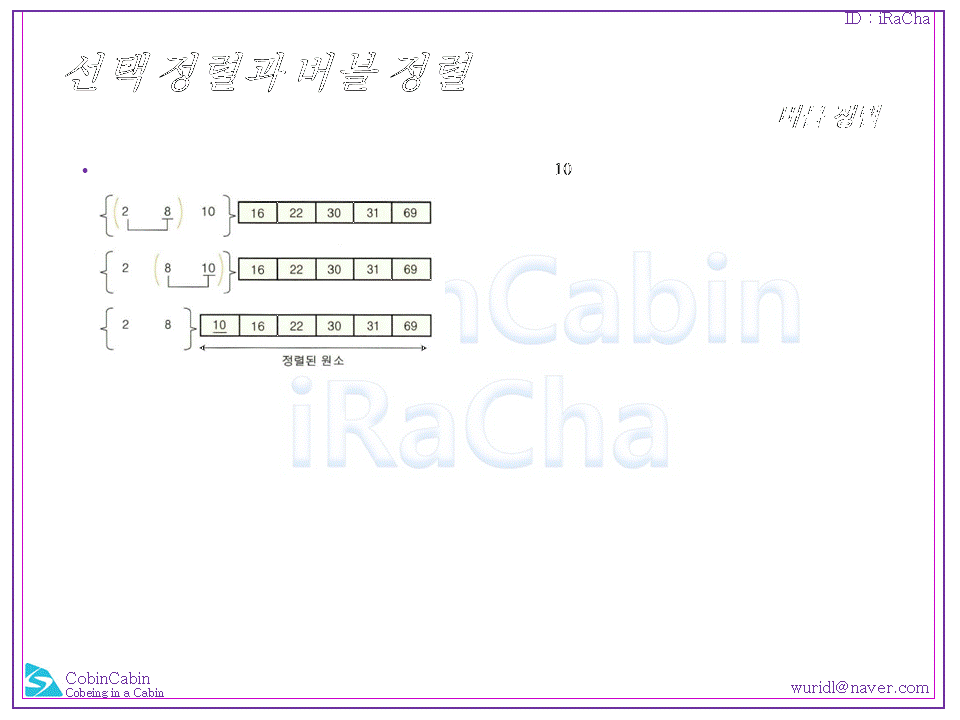 ID : iRaCha
선택 정렬과 버블 정렬
버블 정렬
• 10
{ ( 2 8 ) 10 } 16 22 30 31 69
{ 2 ( 8 10 ) } 16 22 30 31 69
{ 2 8 } 10 16 22 30 31 69
정렬된 원소
nCabin
iRaCha
CobinCabin
Cobeing in a Cabin
wuridl@naver.com